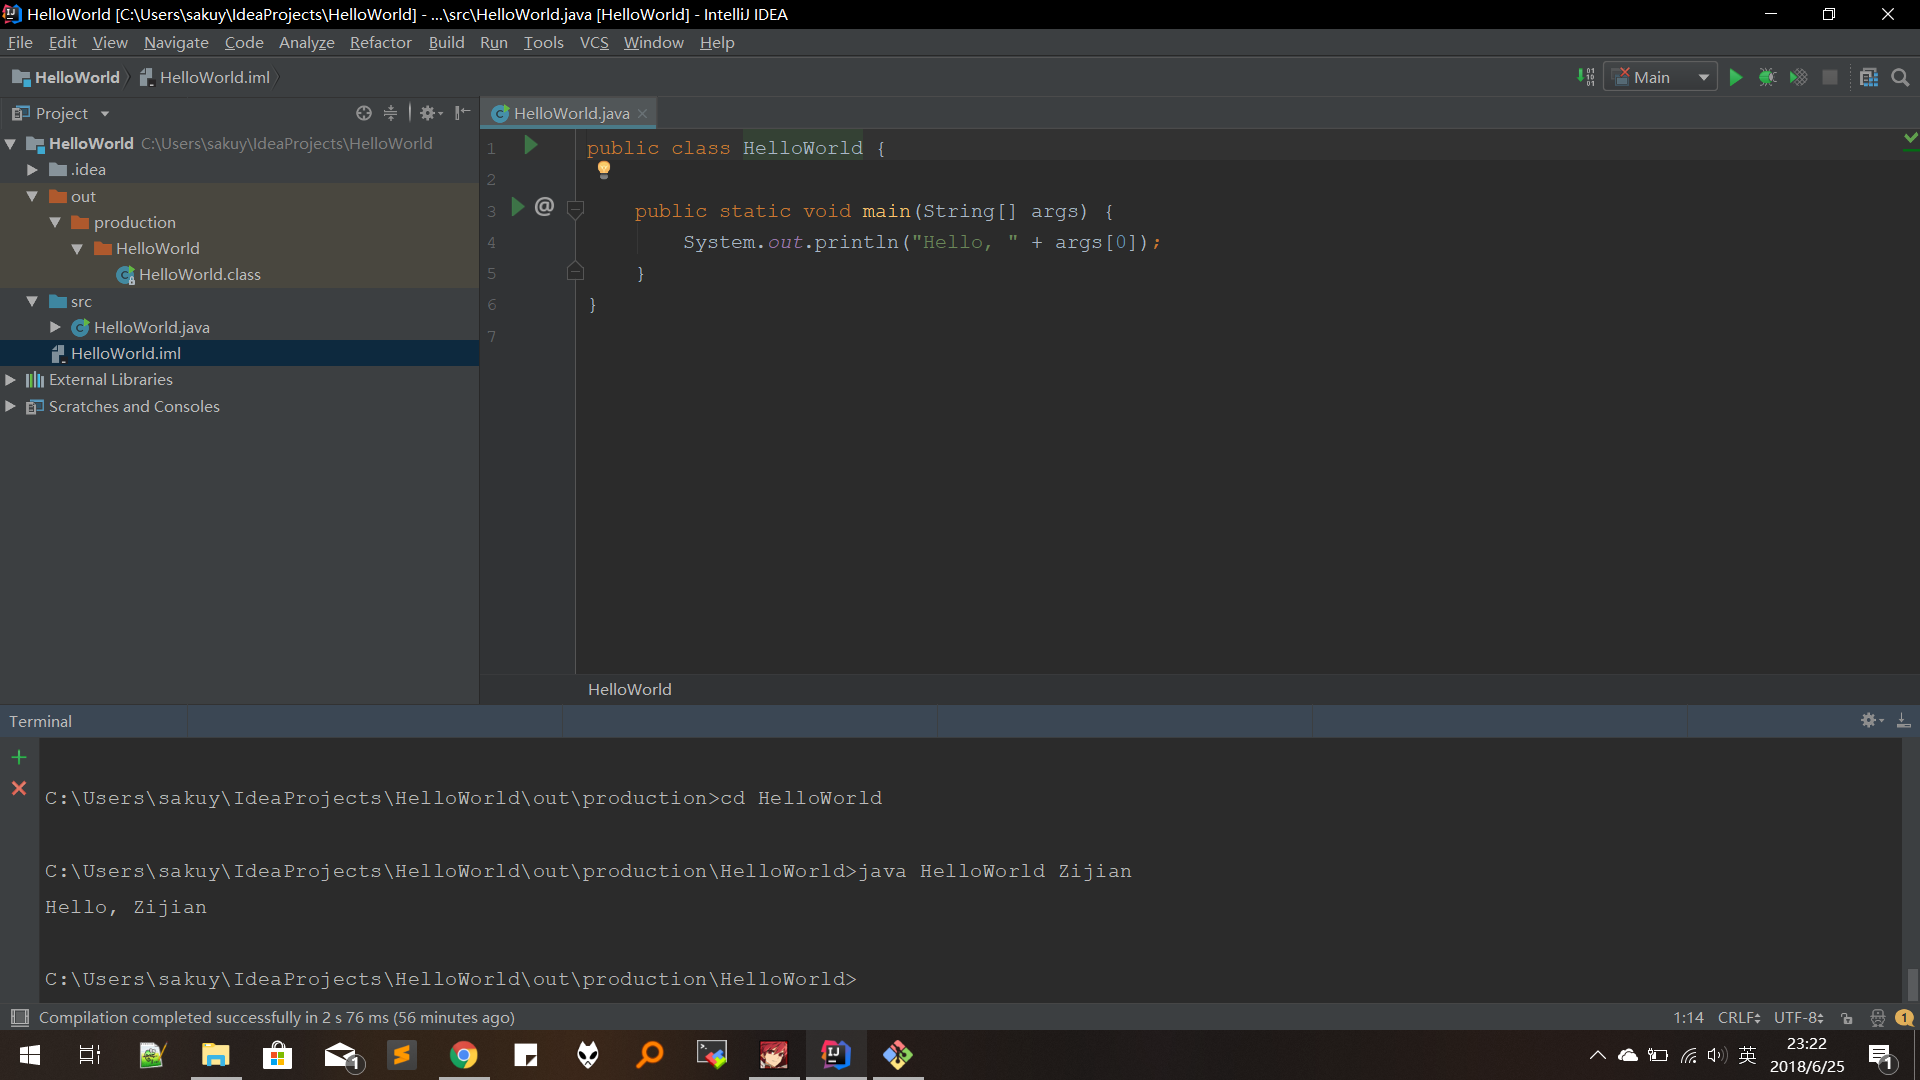 HelloWorld [C:\Users\sakuy\IdeaProjects\HelloWorld] - ...\src\HelloWorld.java [HelloWorld] - IntelliJ IDEA
File Edit View Navigate Code Analyze Refactor Build Run Tools VCS Window Help
HelloWorld HelloWorld.iml
Main
Project
HelloWorld.java
HelloWorld C:\Users\sakuy\IdeaProjects\HelloWorld
.idea
out
production
HelloWorld
HelloWorld.class
src
HelloWorld.java
HelloWorld.iml
External Libraries
Scratches and Consoles
1 public class HelloWorld {
2
3 @ public static void main(String[] args) {
4 System.out.println("Hello, " + args[0]);
5 }
6 }
7
HelloWorld
Terminal
C:\Users\sakuy\IdeaProjects\HelloWorld\out\production>cd HelloWorld
C:\Users\sakuy\IdeaProjects\HelloWorld\out\production\HelloWorld>java HelloWorld Zijian
Hello, Zijian
C:\Users\sakuy\IdeaProjects\HelloWorld\out\production\HelloWorld>
Compilation completed successfully in 2 s 76 ms (56 minutes ago)
1:14 CRLF UTF-8 1
1
英
23:22
2018/6/25
1